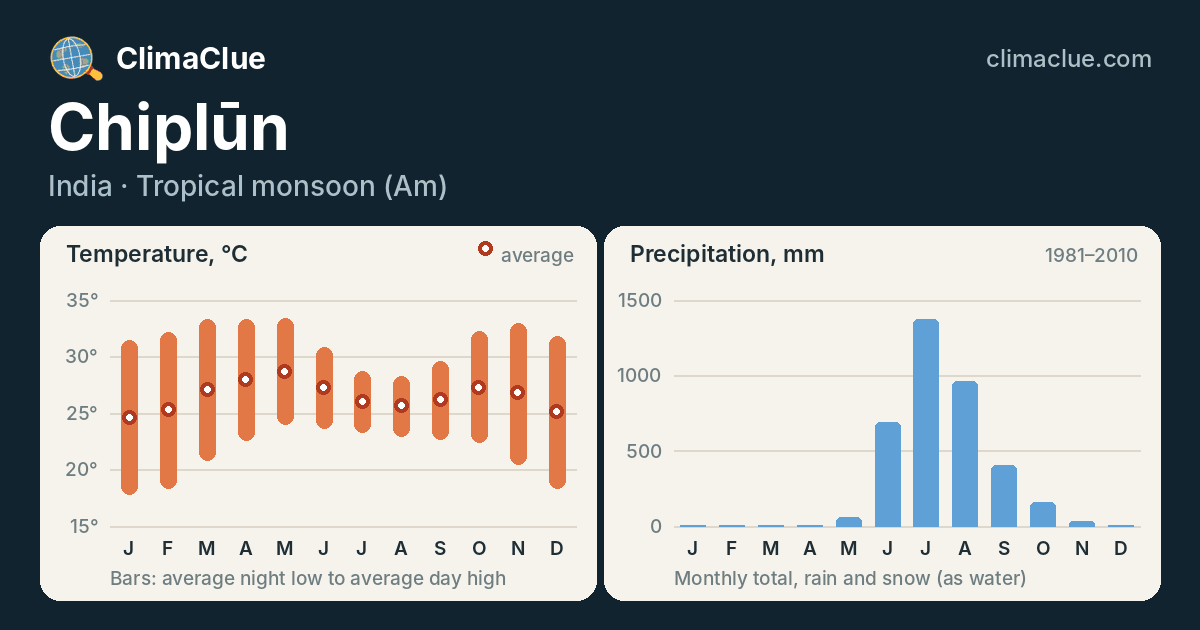 ClimaClue
climaclue.com
Chiplūn
India · Tropical monsoon (Am)
Temperature, °C
average
35°
30°
25°
20°
15°
J F M A M J J A S O N D
Bars: average night low to average day high
Precipitation, mm
1981–2010
1500
1000
500
0
J F M A M J J A S O N D
Monthly total, rain and snow (as water)